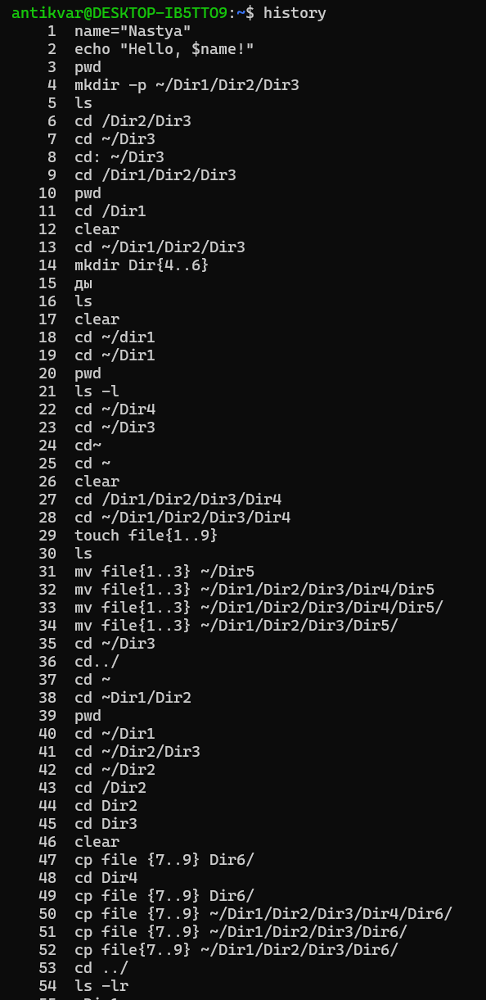 antikvar@DESKTOP-IB5TTO9:~$ history
1 name="Nastya"
2 echo "Hello, $name!"
3 pwd
4 mkdir -p ~/Dir1/Dir2/Dir3
5 ls
6 cd /Dir2/Dir3
7 cd ~/Dir3
8 cd: ~/Dir3
9 cd /Dir1/Dir2/Dir3
10 pwd
11 cd /Dir1
12 clear
13 cd ~/Dir1/Dir2/Dir3
14 mkdir Dir{4..6}
15 ды
16 ls
17 clear
18 cd ~/dir1
19 cd ~/Dir1
20 pwd
21 ls -l
22 cd ~/Dir4
23 cd ~/Dir3
24 cd~
25 cd ~
26 clear
27 cd /Dir1/Dir2/Dir3/Dir4
28 cd ~/Dir1/Dir2/Dir3/Dir4
29 touch file{1..9}
30 ls
31 mv file{1..3} ~/Dir5
32 mv file{1..3} ~/Dir1/Dir2/Dir3/Dir4/Dir5
33 mv file{1..3} ~/Dir1/Dir2/Dir3/Dir4/Dir5/
34 mv file{1..3} ~/Dir1/Dir2/Dir3/Dir5/
35 cd ~/Dir3
36 cd../
37 cd ~
38 cd ~Dir1/Dir2
39 pwd
40 cd ~/Dir1
41 cd ~/Dir2/Dir3
42 cd ~/Dir2
43 cd /Dir2
44 cd Dir2
45 cd Dir3
46 clear
47 cp file {7..9} Dir6/
48 cd Dir4
49 cp file {7..9} Dir6/
50 cp file {7..9} ~/Dir1/Dir2/Dir3/Dir4/Dir6/
51 cp file {7..9} ~/Dir1/Dir2/Dir3/Dir6/
52 cp file{7..9} ~/Dir1/Dir2/Dir3/Dir6/
53 cd ../
54 ls -lr